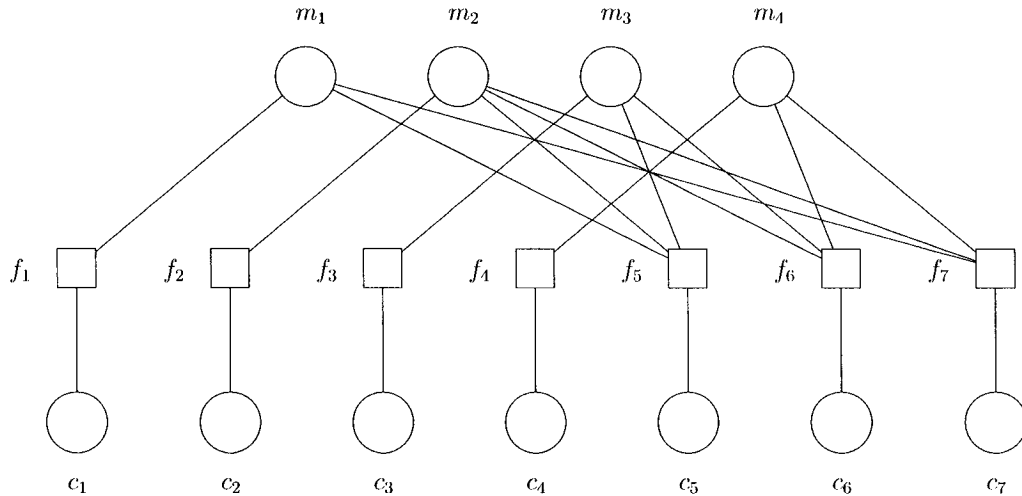 m₁ m₂ m₃ m₄
f₁ f₂ f₃ f₄ f₅ f₆ f₇
c₁ c₂ c₃ c₄ c₅ c₆ c₇